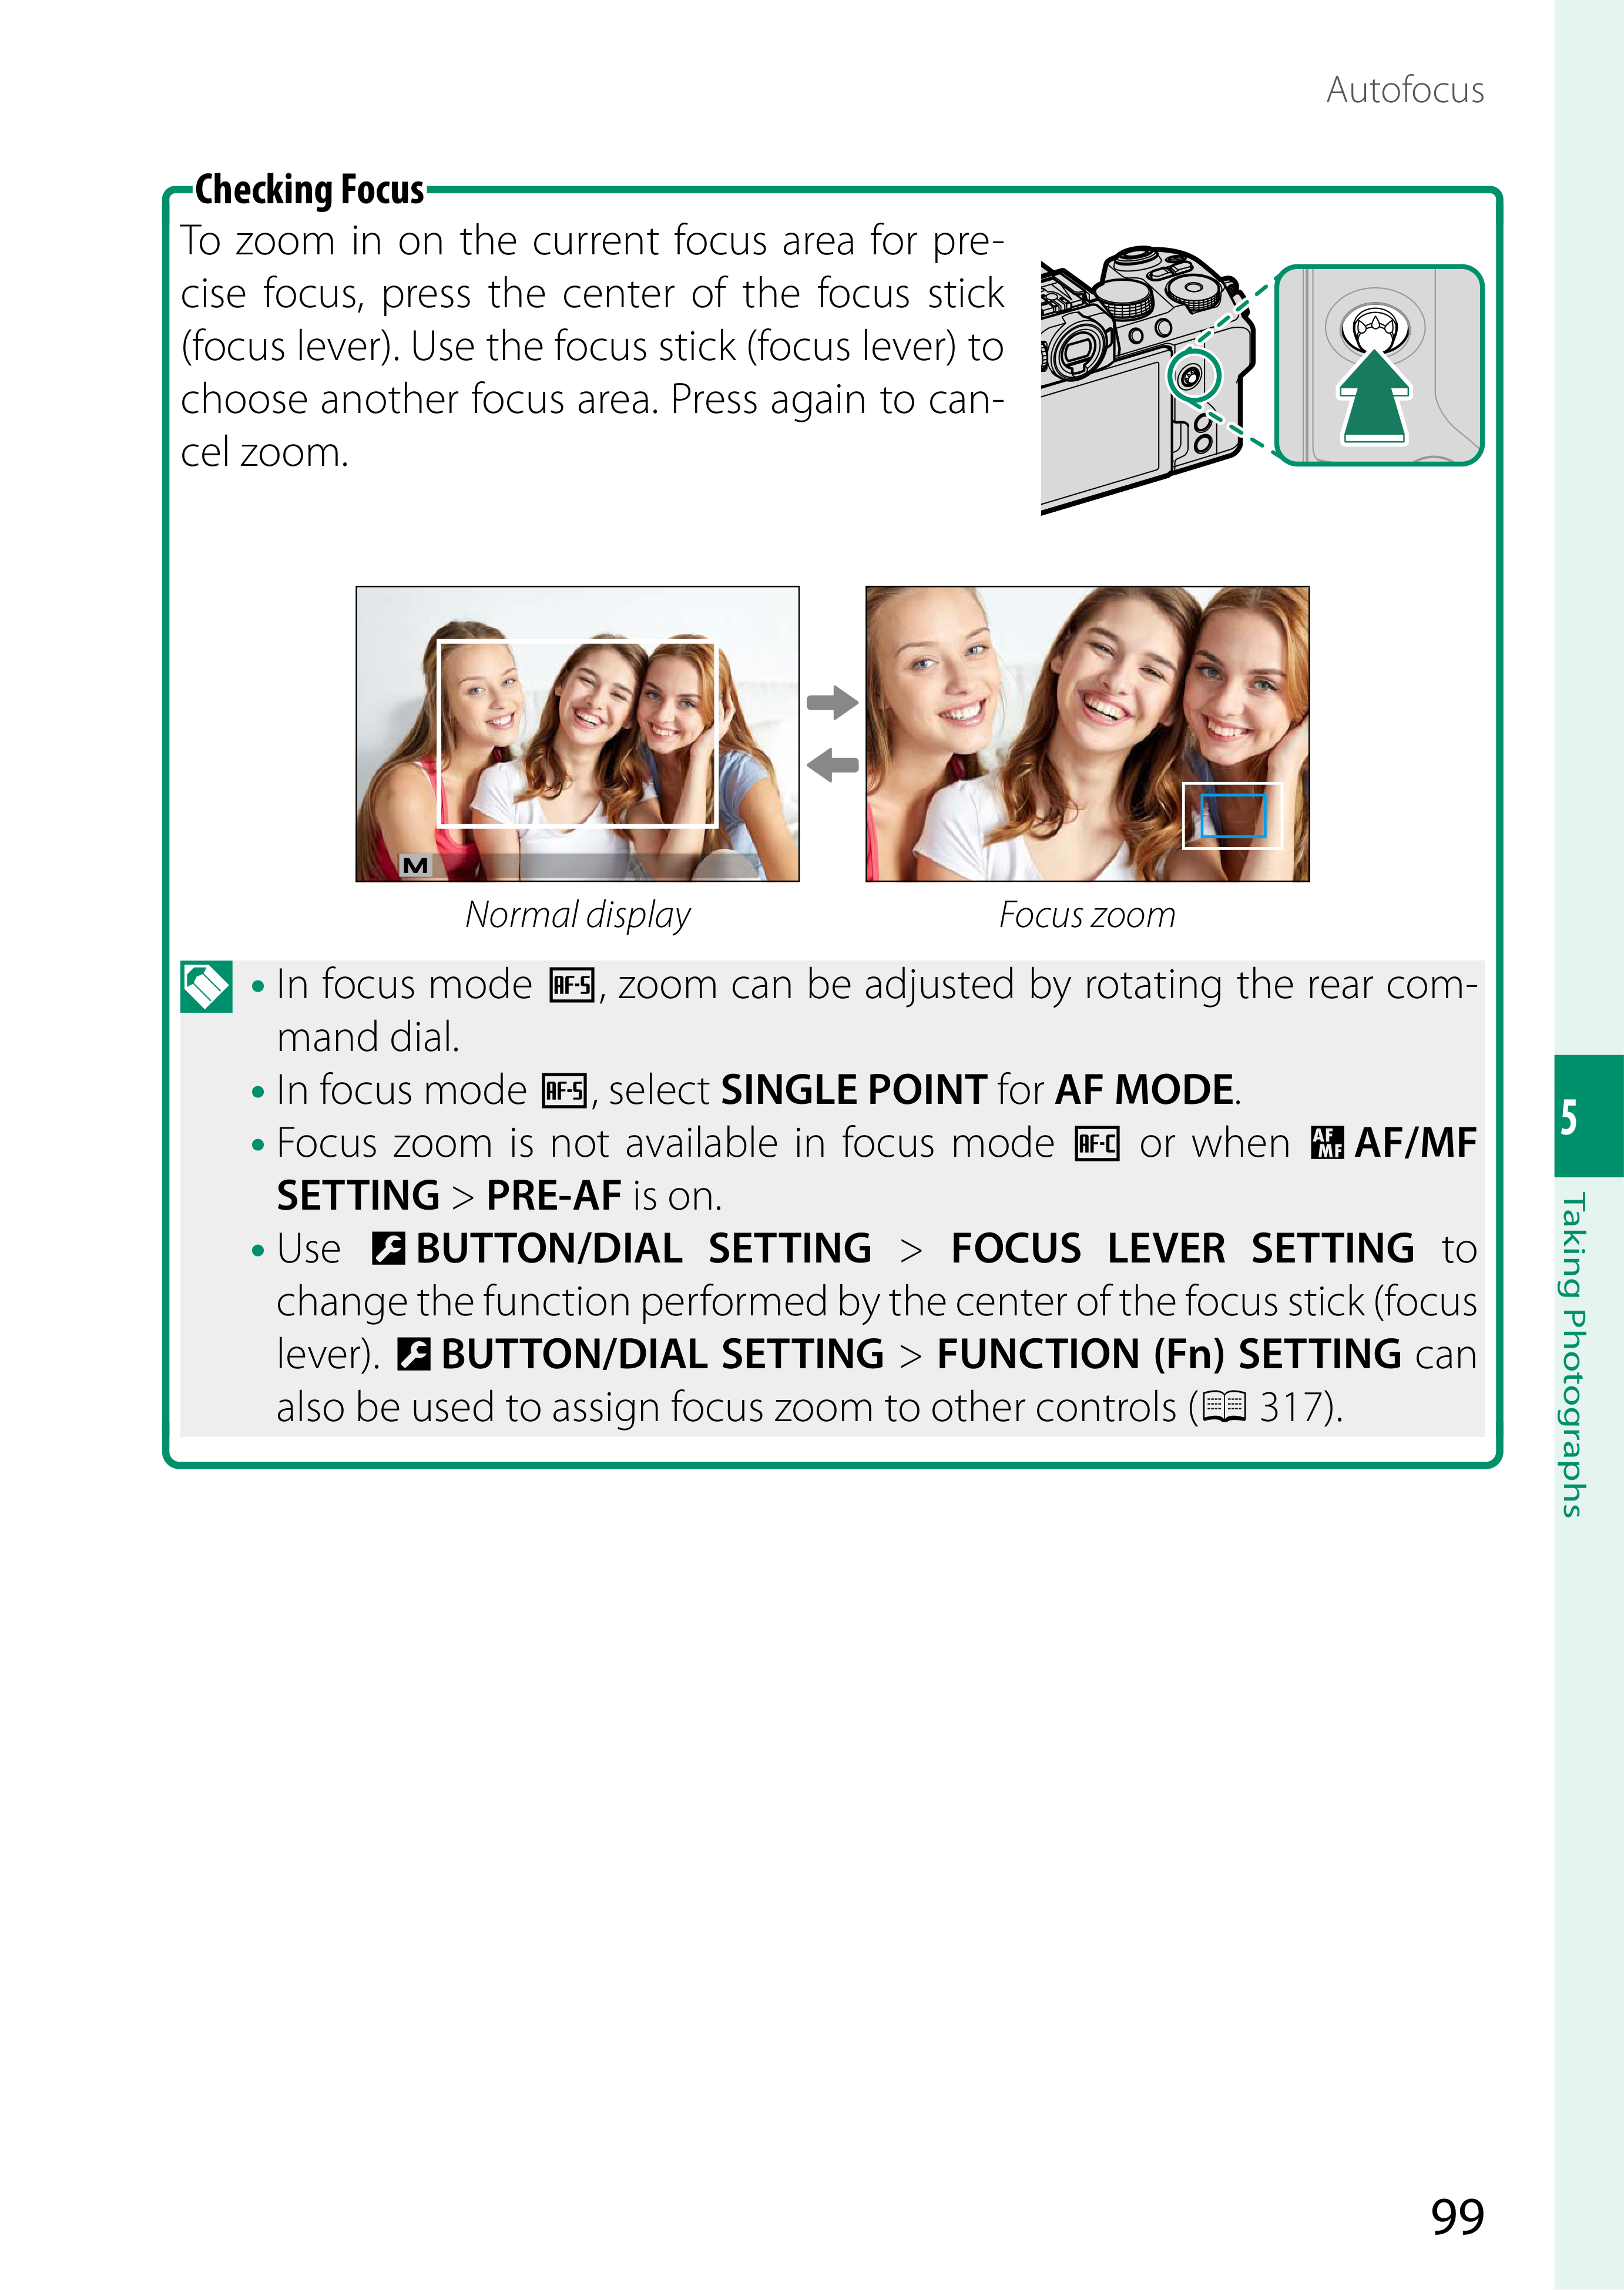 Autofocus
Checking Focus
To zoom in on the current focus area for pre-
cise focus, press the center of the focus stick
(focus lever). Use the focus stick (focus lever) to
choose another focus area. Press again to can-
cel zoom.
M
Normal display
Focus zoom
• In focus mode AF-S, zoom can be adjusted by rotating the rear com-
mand dial.
• In focus mode AF-S, select SINGLE POINT for AF MODE.
• Focus zoom is not available in focus mode AF-C or when AF MF AF/MF
SETTING > PRE-AF is on.
• Use BUTTON/DIAL SETTING > FOCUS LEVER SETTING to
change the function performed by the center of the focus stick (focus
lever). BUTTON/DIAL SETTING > FUNCTION (Fn) SETTING can
also be used to assign focus zoom to other controls (317).
5
Taking Photographs
99